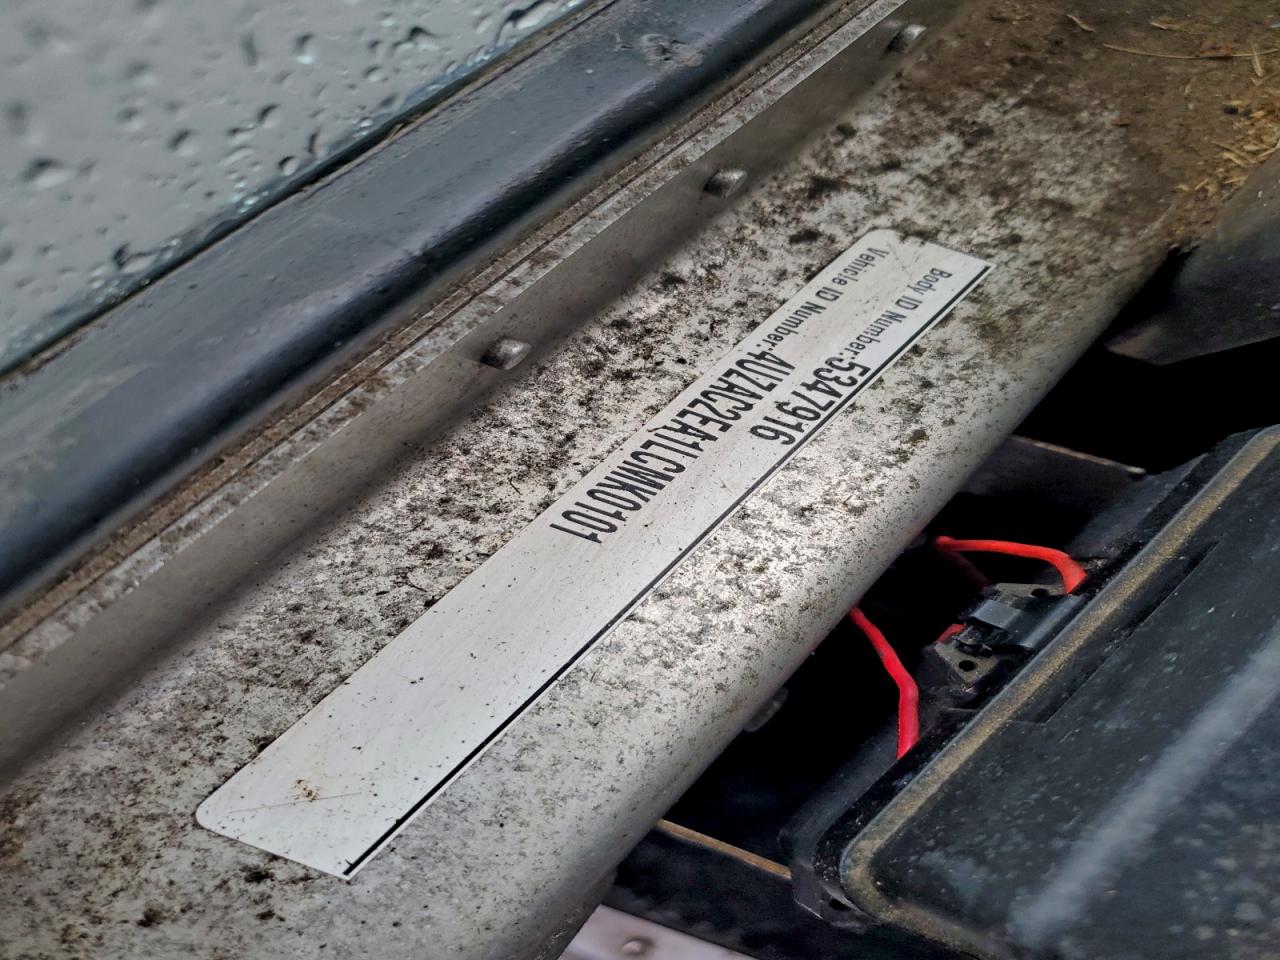 Body ID Number:5347916
Vehicle ID Number:4UZAC2EA1LCMK0101